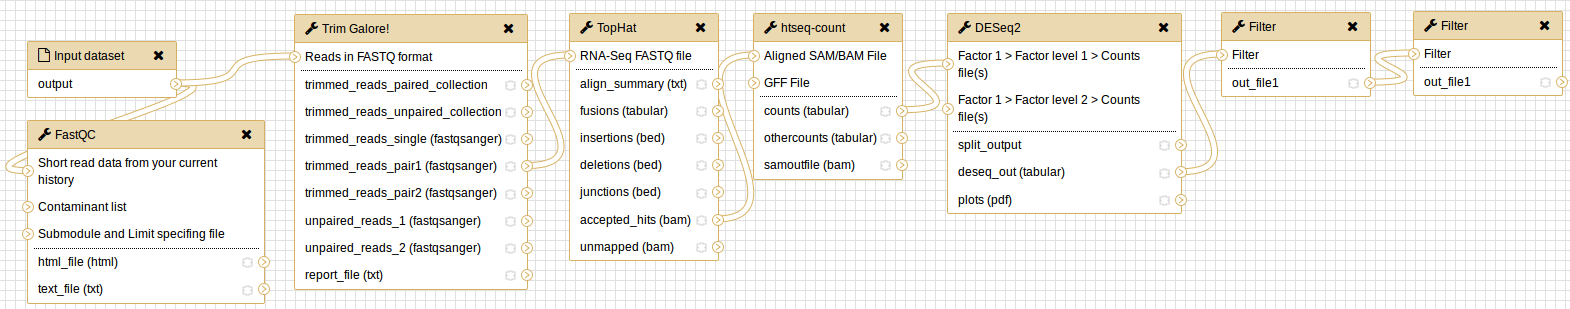 Input dataset
output
FastQC
Short read data from your current
history
Contaminant list
Submodule and Limit specifing file
html_file (html)
text_file (txt)
Trim Galore!
Reads in FASTQ format
trimmed_reads_paired_collection
trimmed_reads_unpaired_collection
trimmed_reads_single (fastqsanger)
trimmed_reads_pair1 (fastqsanger)
trimmed_reads_pair2 (fastqsanger)
unpaired_reads_1 (fastqsanger)
unpaired_reads_2 (fastqsanger)
report_file (txt)
TopHat
RNA-Seq FASTQ file
align_summary (txt)
fusions (tabular)
insertions (bed)
deletions (bed)
junctions (bed)
accepted_hits (bam)
unmapped (bam)
htseq-count
Aligned SAM/BAM File
GFF File
counts (tabular)
othercounts (tabular)
samoutfile (bam)
DESeq2
Factor 1 > Factor level 1 > Counts
file(s)
Factor 1 > Factor level 2 > Counts
file(s)
split_output
deseq_out (tabular)
plots (pdf)
Filter
Filter
out_file1
Filter
Filter
out_file1